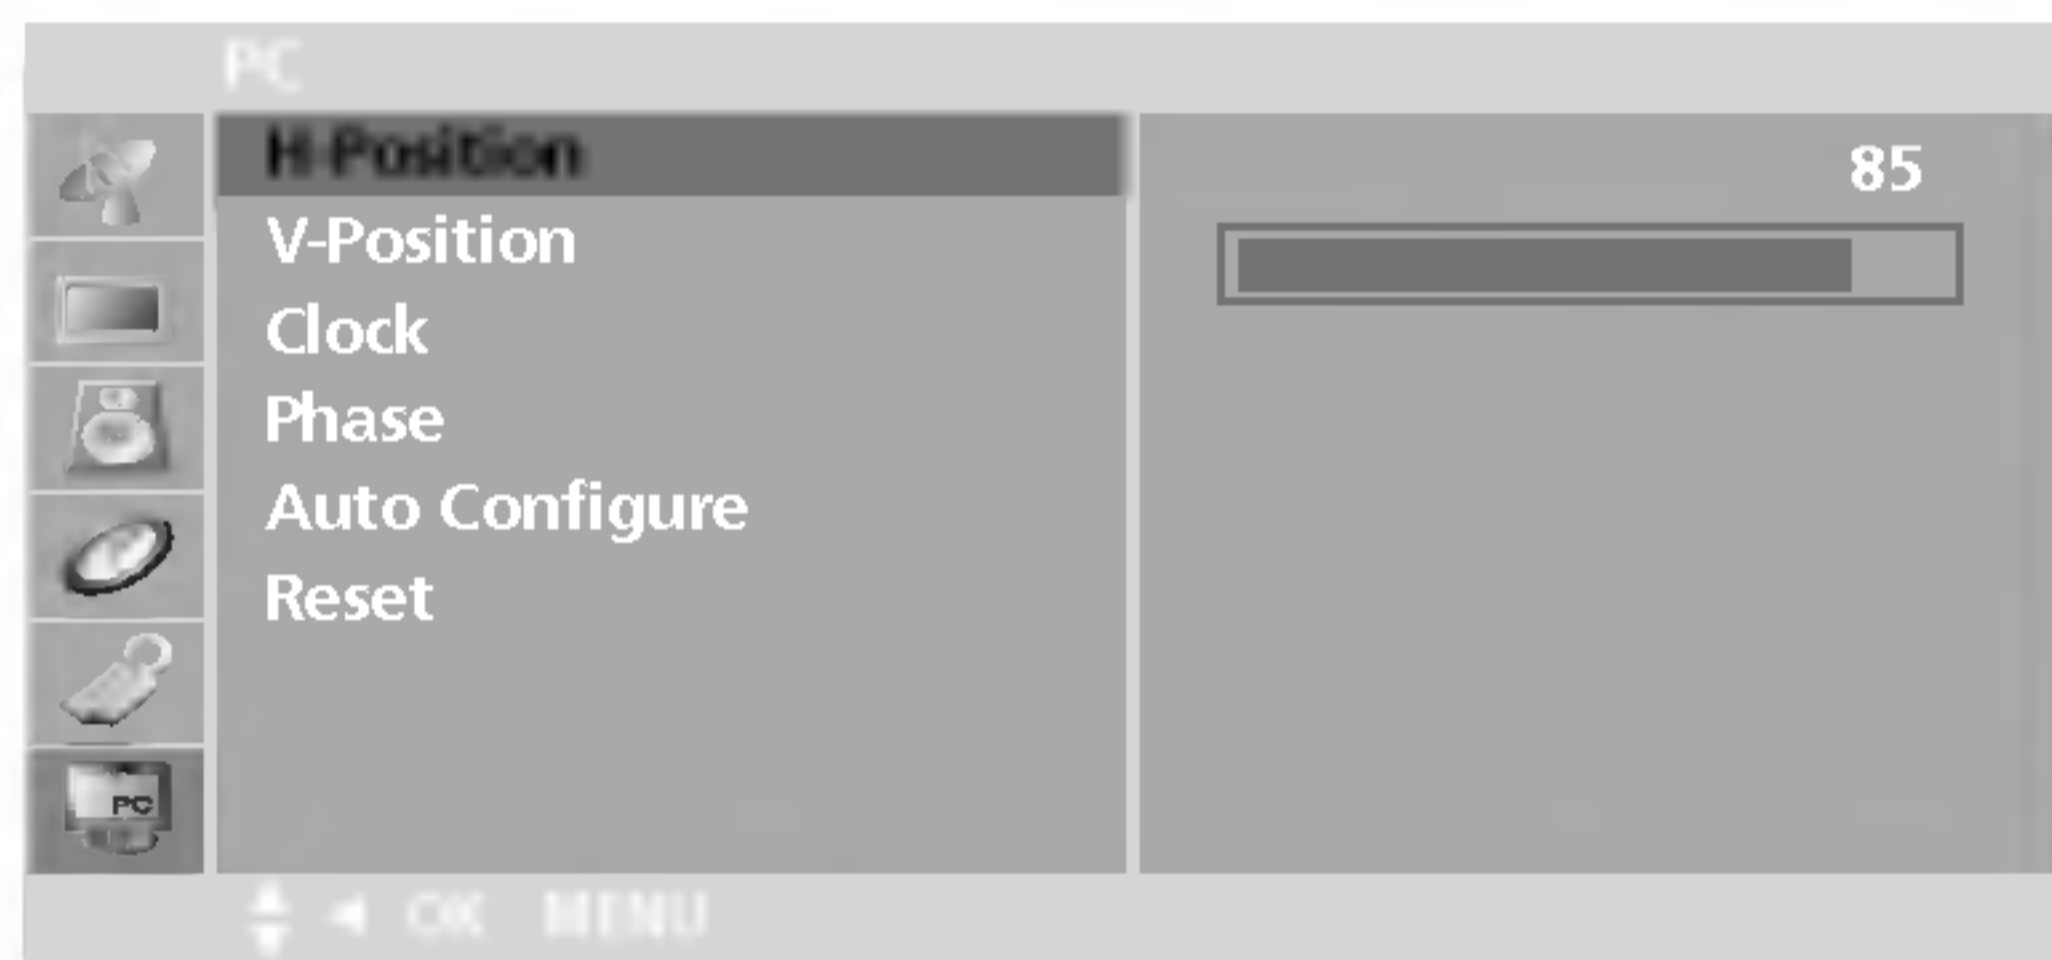 PC
H-Position
85
V-Position
Clock
Phase
Auto Configure
Reset
PC
OK MENU